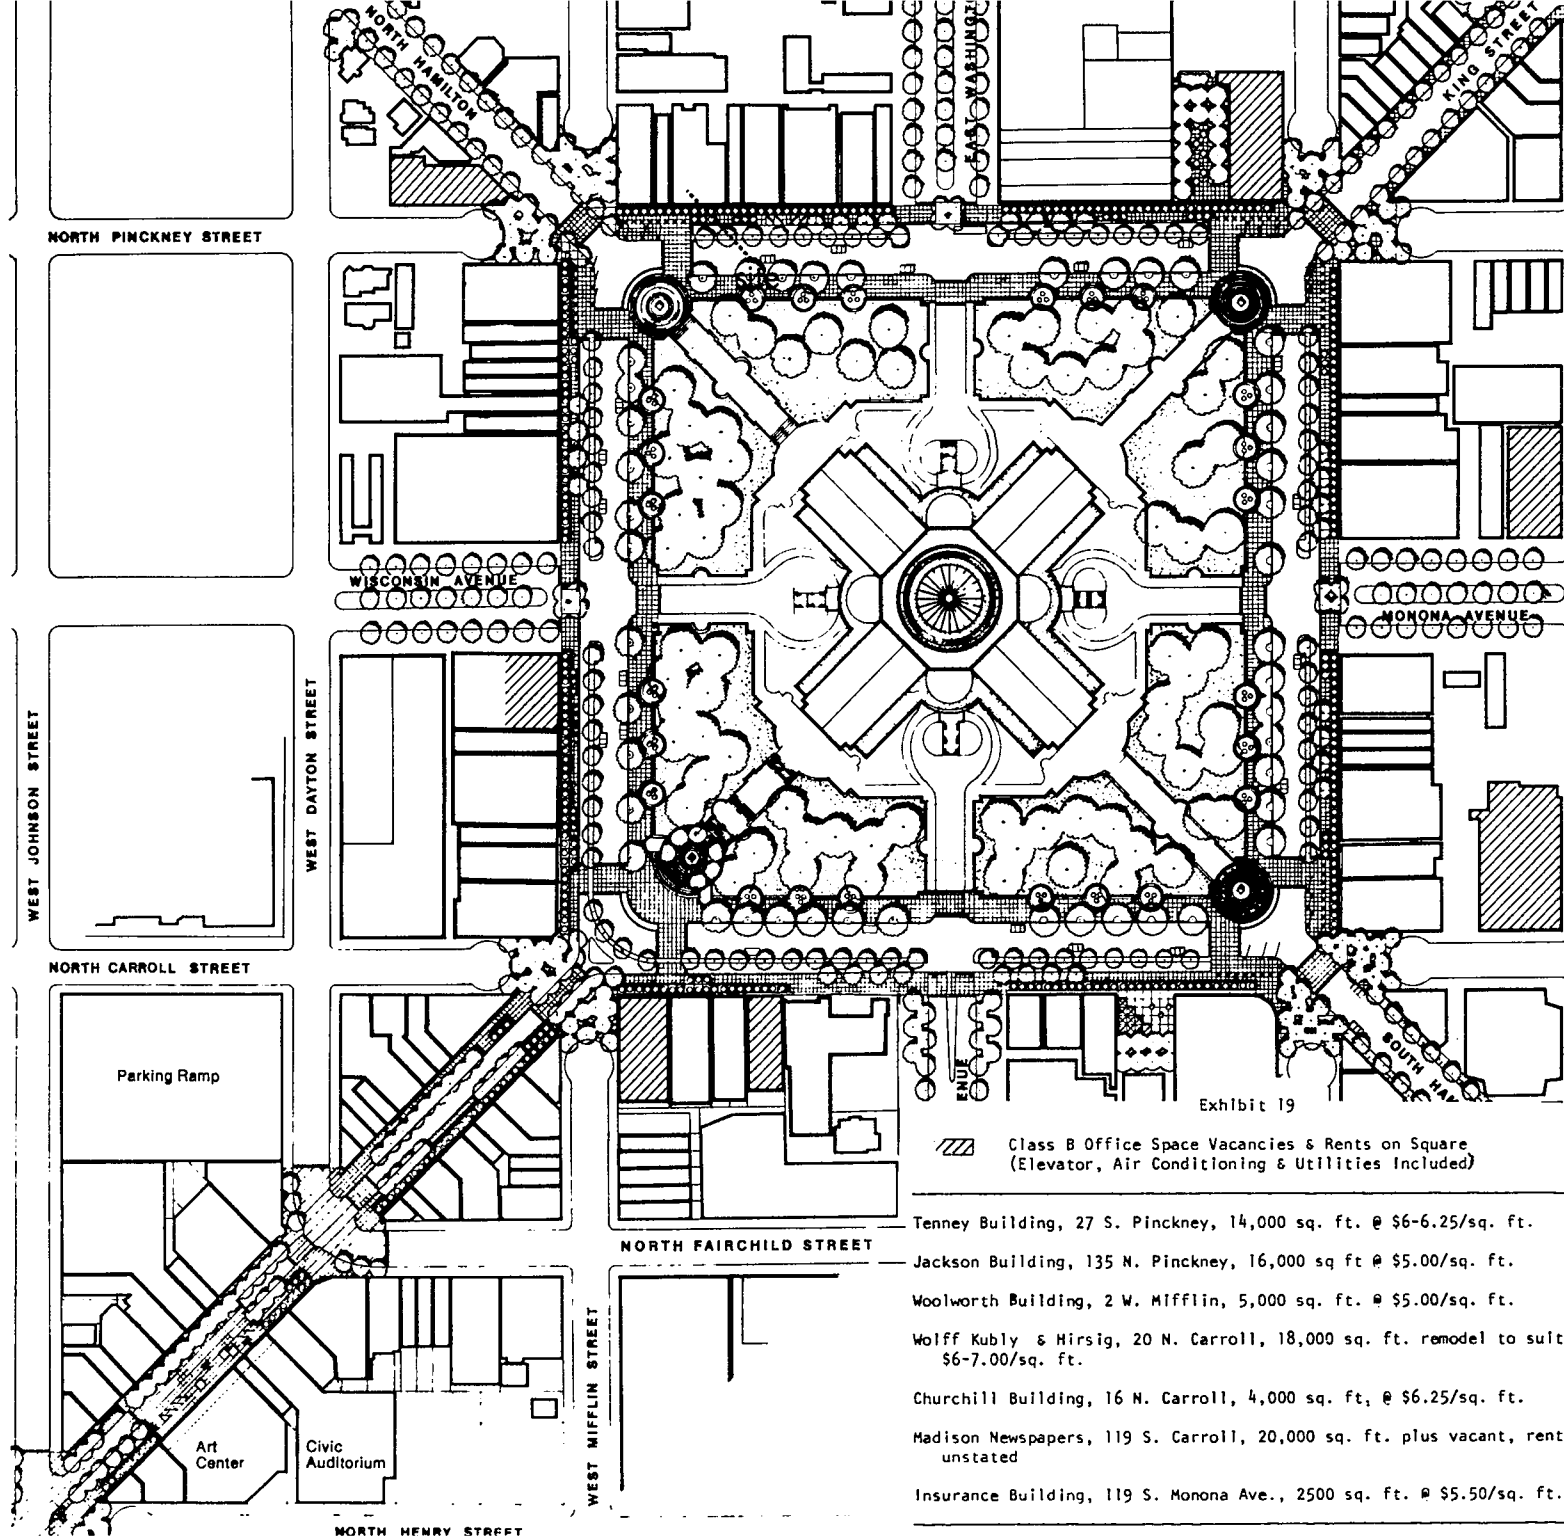 NORTH HAMILTON
EAST WASHINGT
KING STREET
NORTH PINCKNEY STREET
WISCONSIN AVENUE
MONONA AVENUE
WEST JOHNSON STREET
WEST DAYTON STREET
NORTH CARROLL STREET
Parking Ramp
ENUE
SOUTH HAM
Exhibit 19
Class B Office Space Vacancies & Rents on Square
(Elevator, Air Conditioning & Utilities Included)
Tenney Building, 27 S. Pinckney, 14,000 sq. ft. @ $6-6.25/sq. ft.
NORTH FAIRCHILD STREET
Jackson Building, 135 N. Pinckney, 16,000 sq ft @ $5.00/sq. ft.
Woolworth Building, 2 W. Mifflin, 5,000 sq. ft. @ $5.00/sq. ft.
Wolff Kubly & Hirsig, 20 N. Carroll, 18,000 sq. ft. remodel to suit
$6-7.00/sq. ft.
Churchill Building, 16 N. Carroll, 4,000 sq. ft. @ $6.25/sq. ft.
Madison Newspapers, 119 S. Carroll, 20,000 sq. ft. plus vacant, rent
unstated
Insurance Building, 119 S. Monona Ave., 2500 sq. ft. @ $5.50/sq. ft.
WEST MIFFLIN STREET
Art
Center
Civic
Auditorium
NORTH HENRY STREET